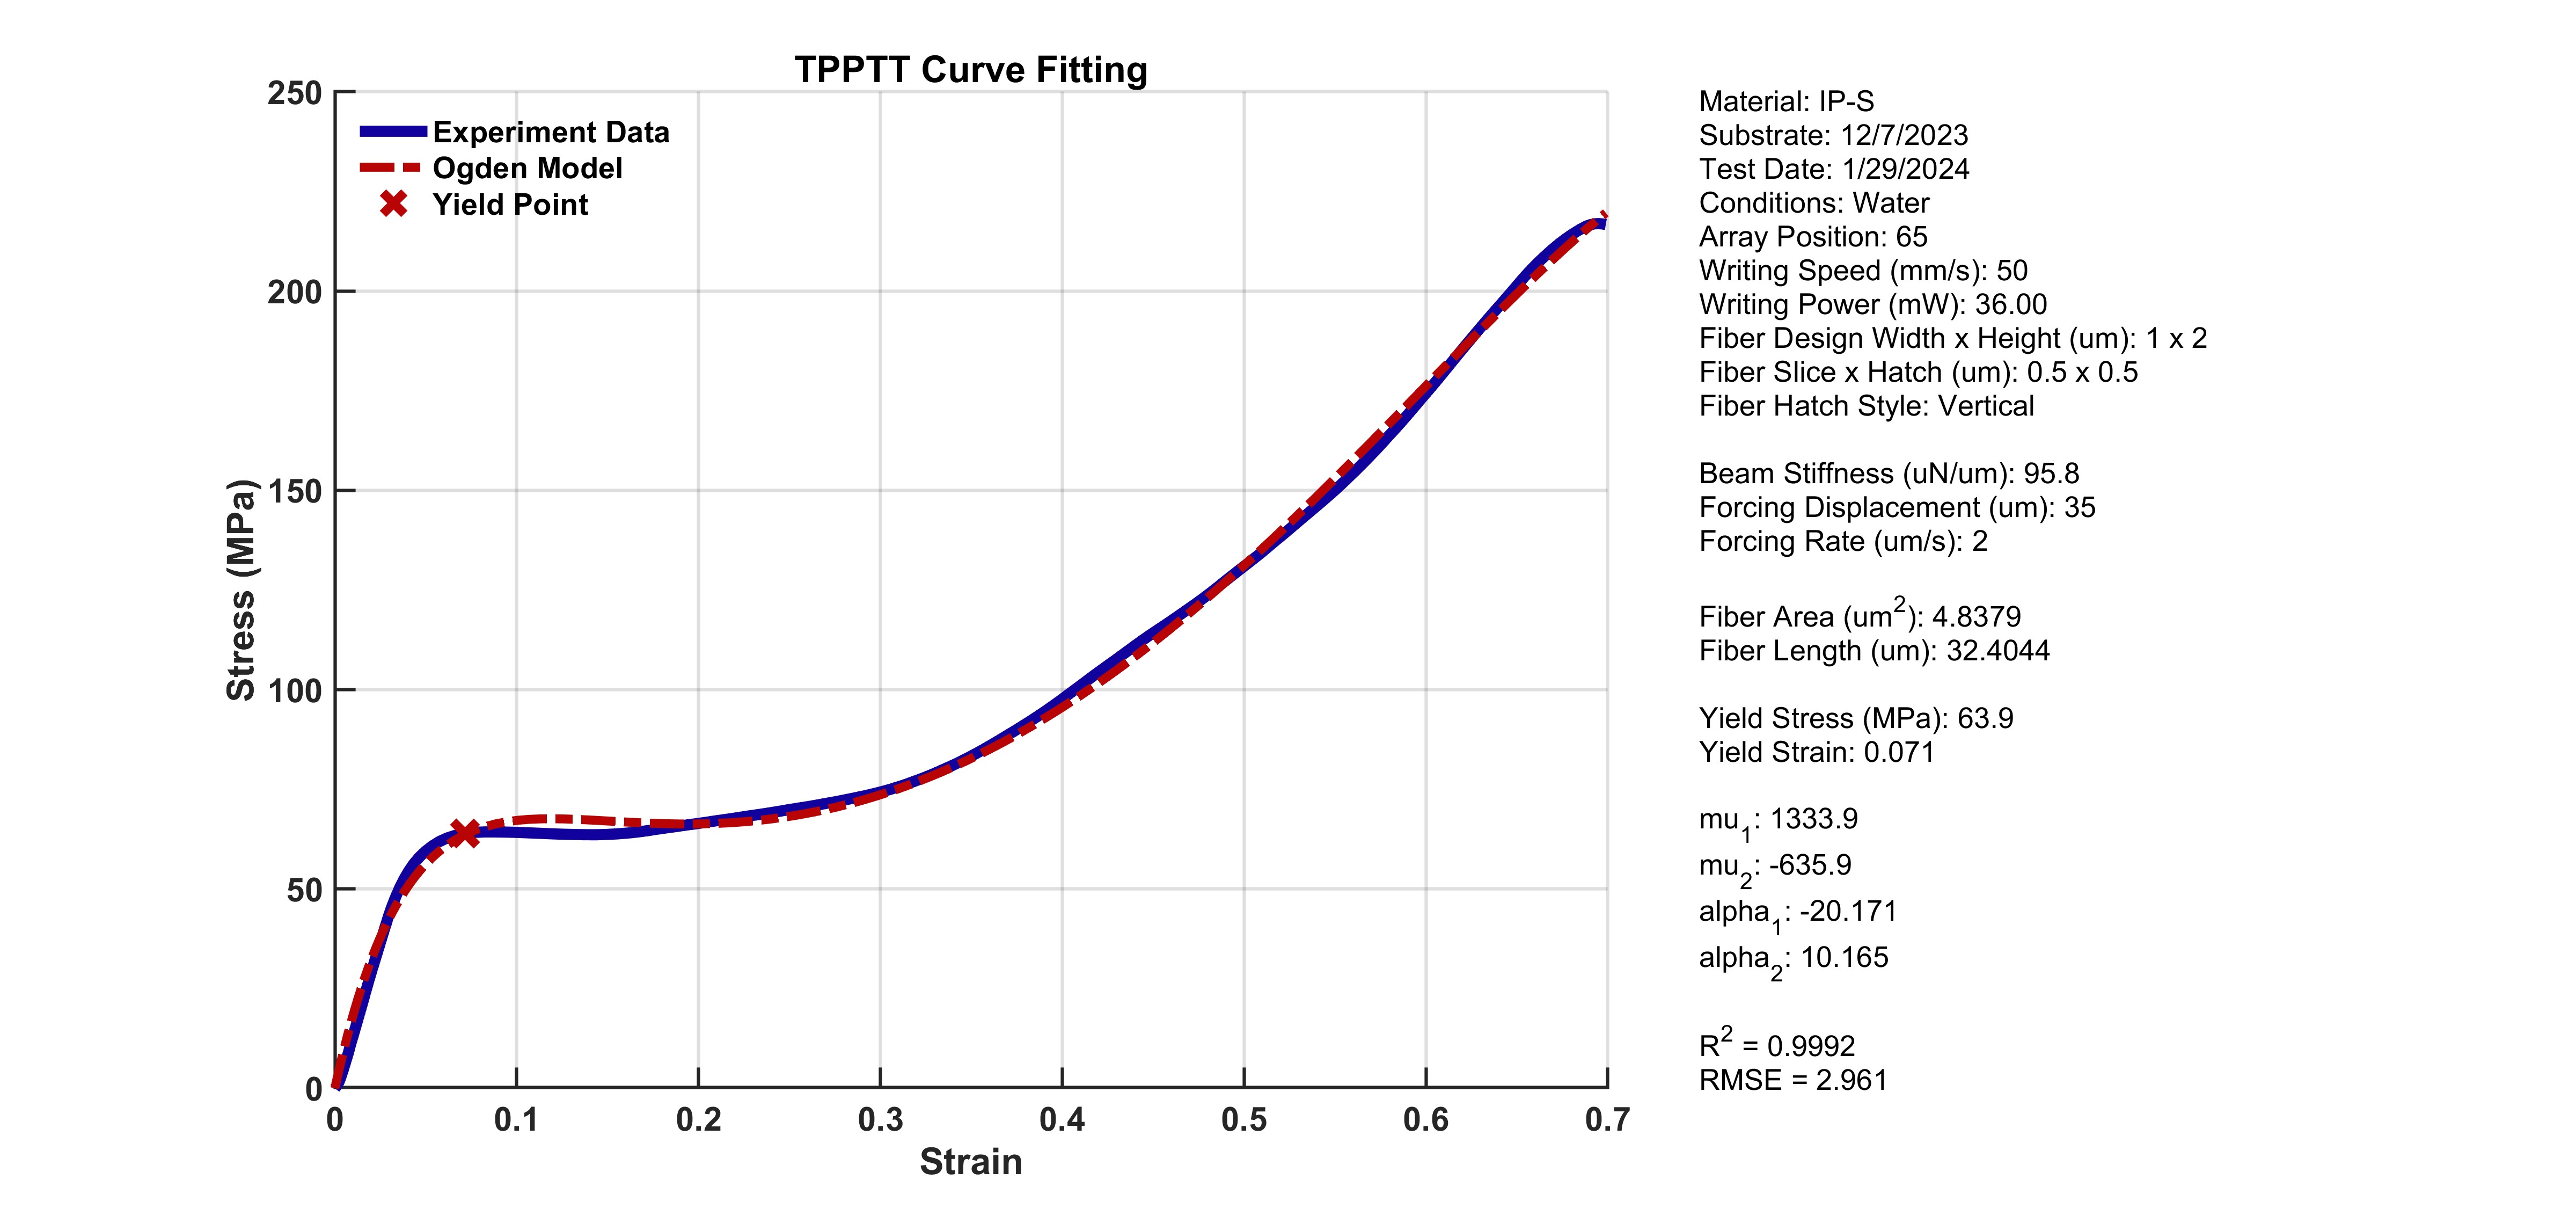 TPPTT Curve Fitting
250
200
150
100
50
0
Stress (MPa)
Experiment Data
Ogden Model
Yield Point
0 0.1 0.2 0.3 0.4 0.5 0.6 0.7
Strain
Material: IP-S
Substrate: 12/7/2023
Test Date: 1/29/2024
Conditions: Water
Array Position: 65
Writing Speed (mm/s): 50
Writing Power (mW): 36.00
Fiber Design Width x Height (um): 1 x 2
Fiber Slice x Hatch (um): 0.5 x 0.5
Fiber Hatch Style: Vertical
Beam Stiffness (uN/um): 95.8
Forcing Displacement (um): 35
Forcing Rate (um/s): 2
Fiber Area (um²): 4.8379
Fiber Length (um): 32.4044
Yield Stress (MPa): 63.9
Yield Strain: 0.071
mu₁: 1333.9
mu₂: -635.9
alpha₁: -20.171
alpha₂: 10.165
R² = 0.9992
RMSE = 2.961